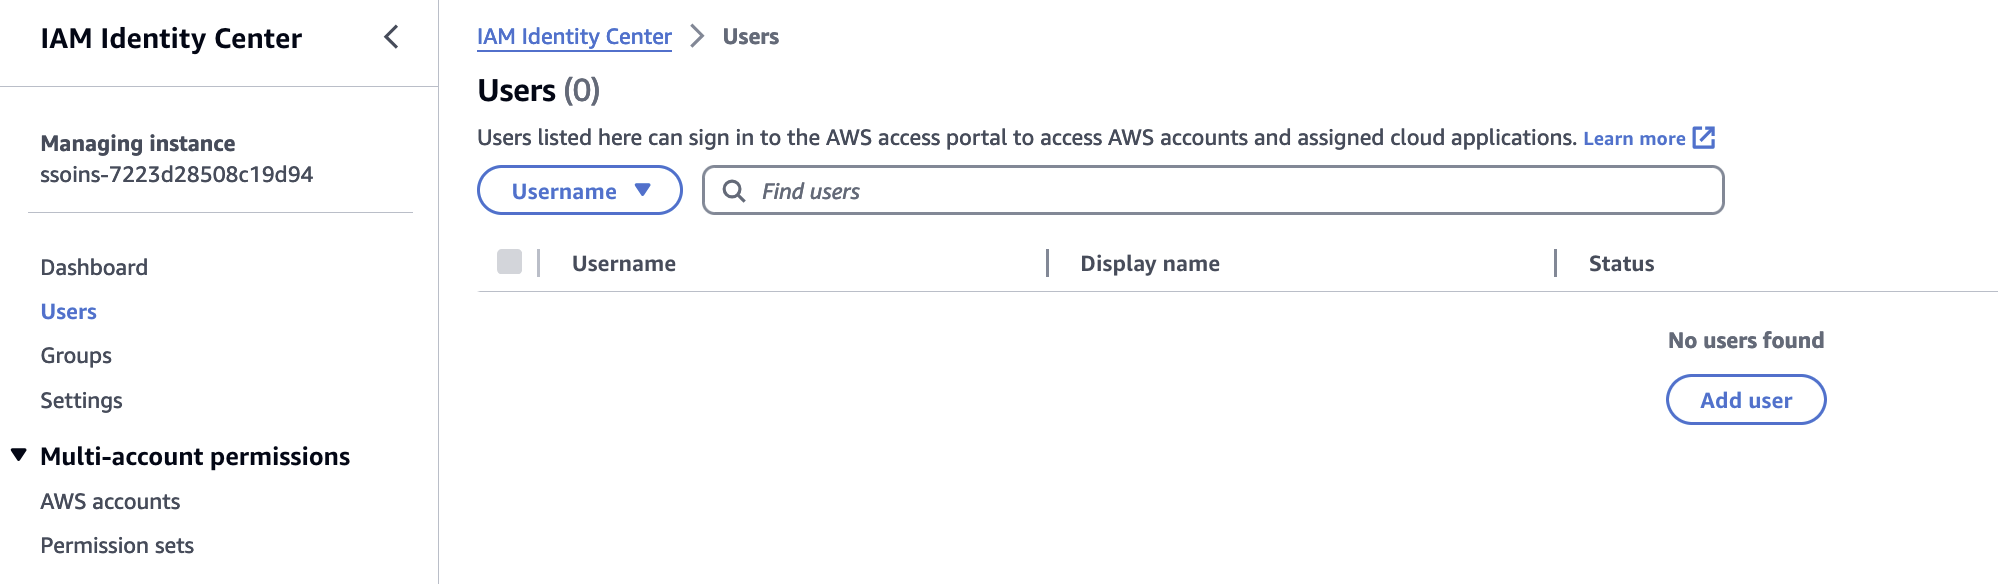 IAM Identity Center
Managing instance
ssoins-7223d28508c19d94
Dashboard
Users
Groups
Settings
Multi-account permissions
AWS accounts
Permission sets
IAM Identity Center > Users
Users (0)
Users listed here can sign in to the AWS access portal to access AWS accounts and assigned cloud applications. Learn more
Username Find users
Username Display name Status
No users found
Add user